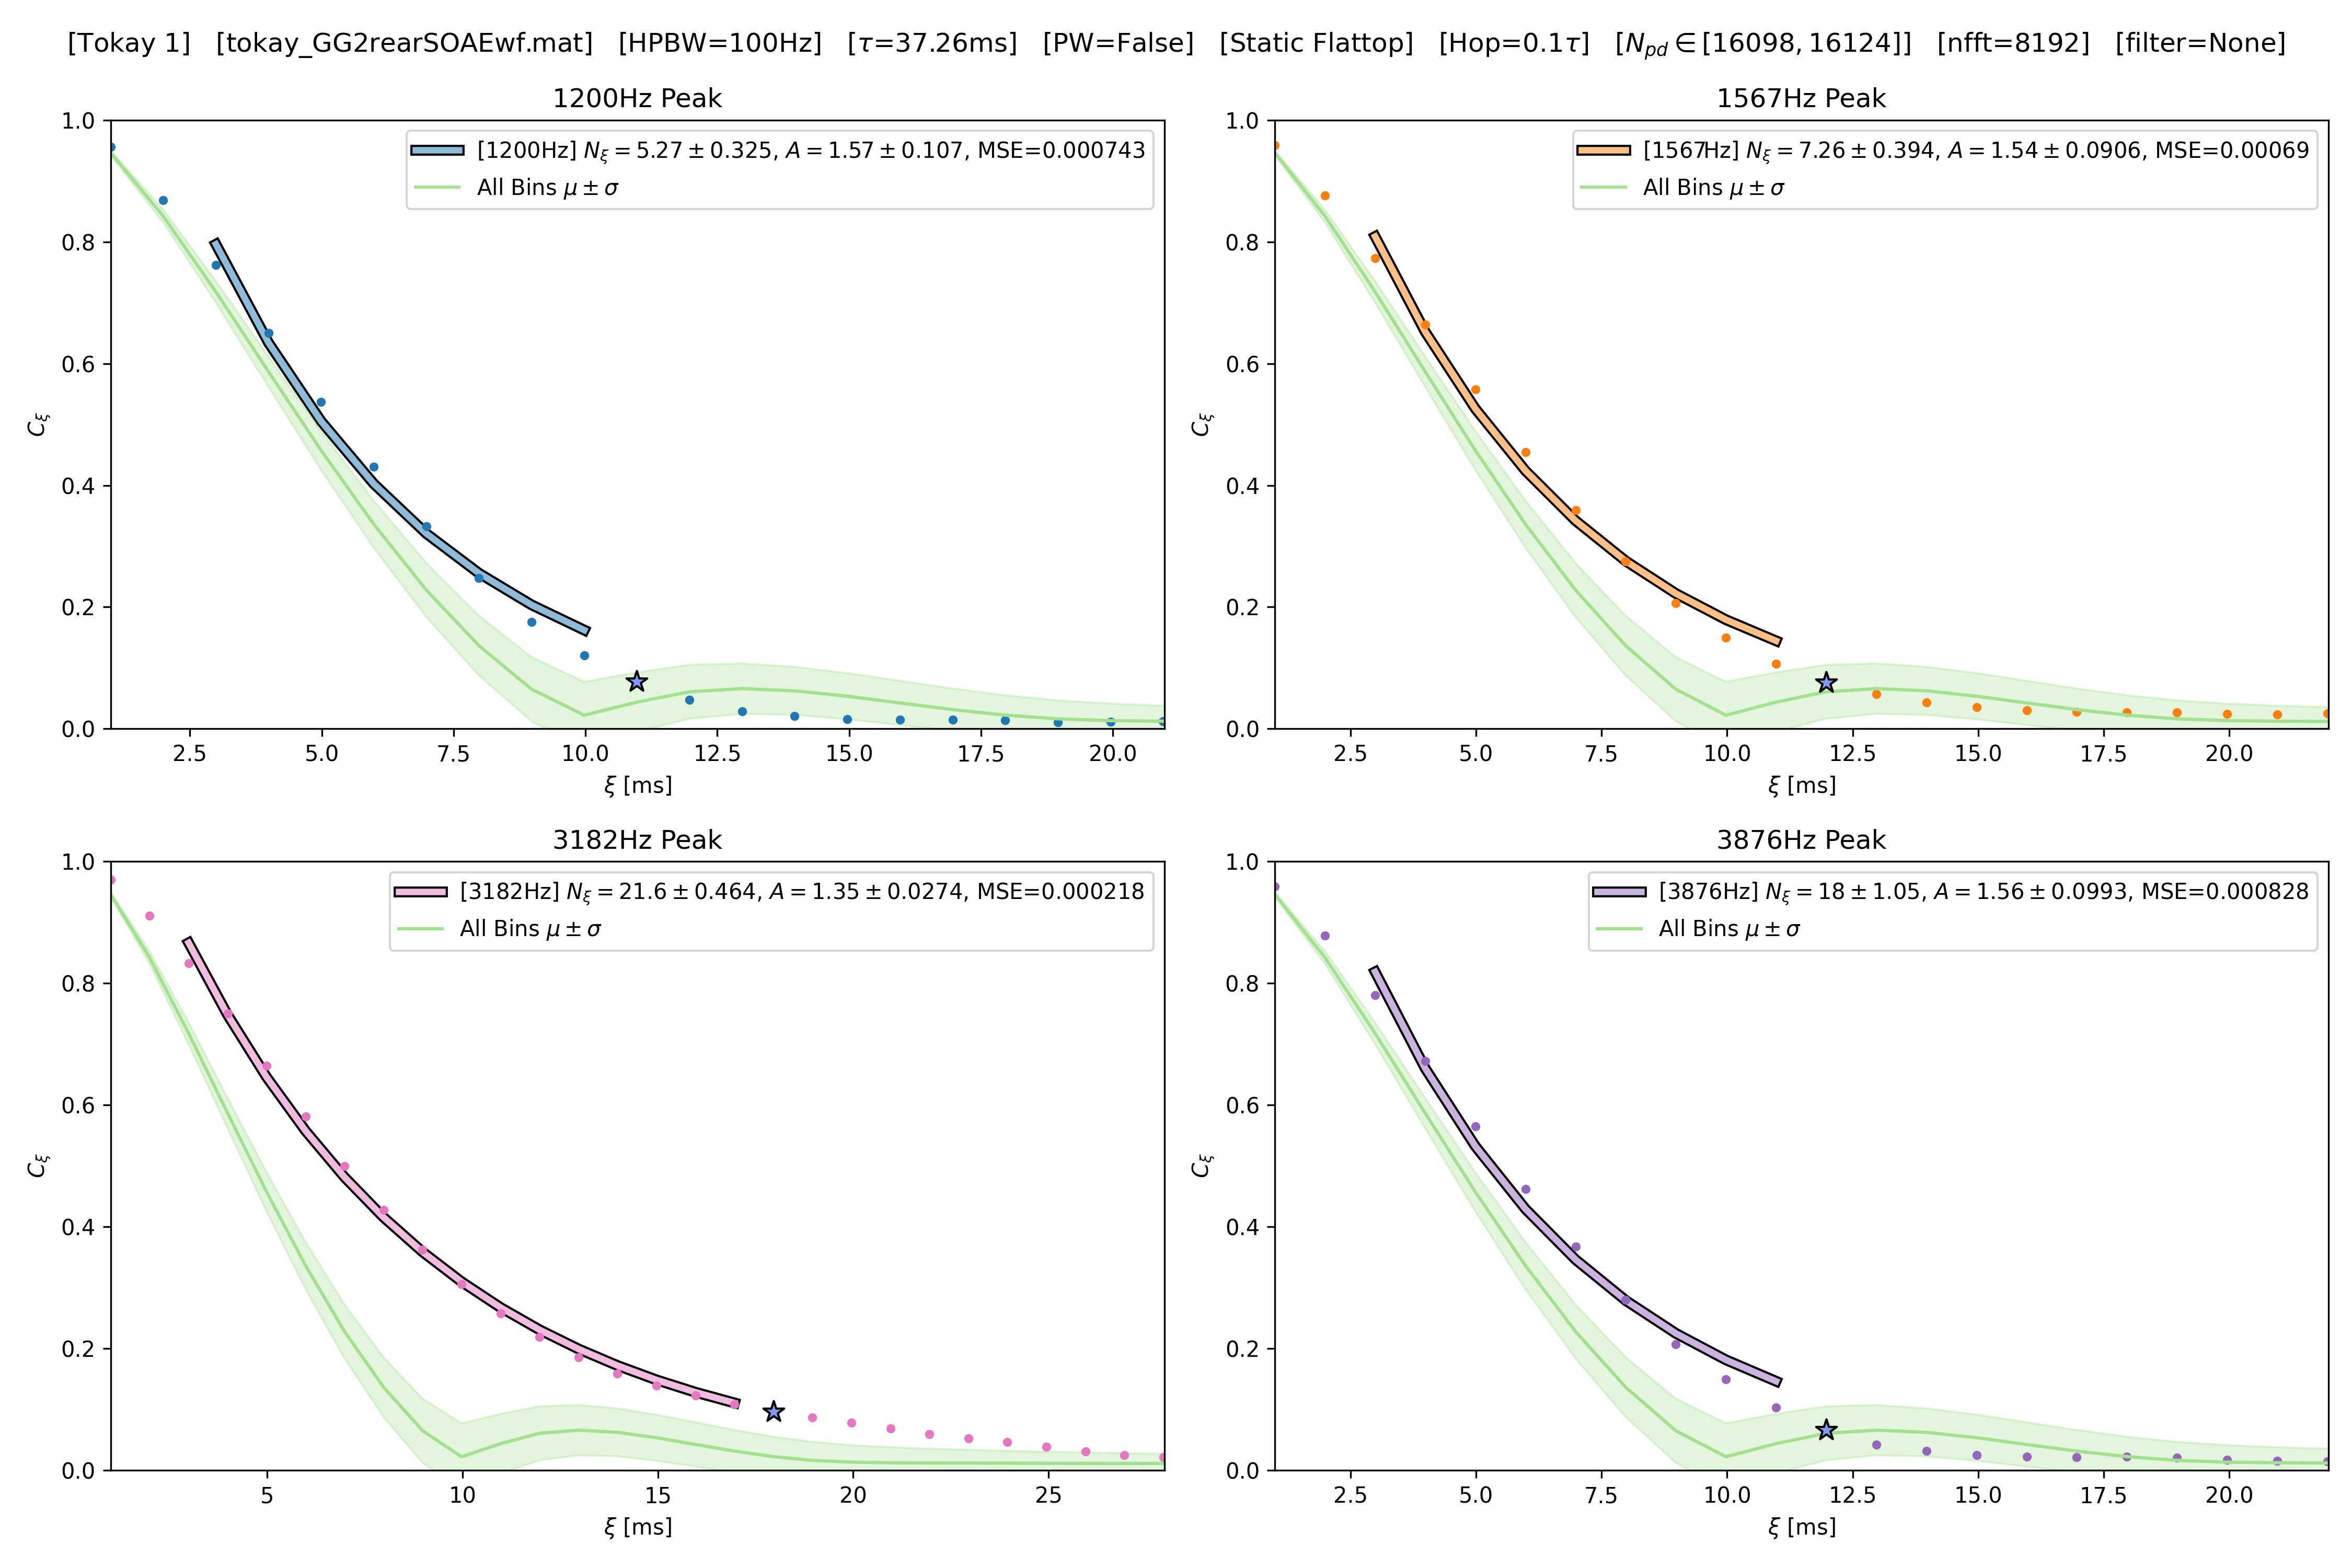 [Tokay 1] [tokay_GG2rearSOAEwf.mat] [HPBW=100Hz] [τ=37.26ms] [PW=False] [Static Flattop] [Hop=0.1τ] [N_pd ∈ [16098, 16124]] [nfft=8192] [filter=None]
1200Hz Peak
[1200Hz] N_ξ = 5.27 ± 0.325, A = 1.57 ± 0.107, MSE=0.000743
All Bins μ ± σ
1.0
0.8
0.6
0.4
0.2
0.0
C_ξ
2.5 5.0 7.5 10.0 12.5 15.0 17.5 20.0
ξ [ms]
1567Hz Peak
[1567Hz] N_ξ = 7.26 ± 0.394, A = 1.54 ± 0.0906, MSE=0.00069
All Bins μ ± σ
1.0
0.8
0.6
0.4
0.2
0.0
C_ξ
2.5 5.0 7.5 10.0 12.5 15.0 17.5 20.0
ξ [ms]
3182Hz Peak
[3182Hz] N_ξ = 21.6 ± 0.464, A = 1.35 ± 0.0274, MSE=0.000218
All Bins μ ± σ
1.0
0.8
0.6
0.4
0.2
0.0
C_ξ
5 10 15 20 25
ξ [ms]
3876Hz Peak
[3876Hz] N_ξ = 18 ± 1.05, A = 1.56 ± 0.0993, MSE=0.000828
All Bins μ ± σ
1.0
0.8
0.6
0.4
0.2
0.0
C_ξ
2.5 5.0 7.5 10.0 12.5 15.0 17.5 20.0
ξ [ms]